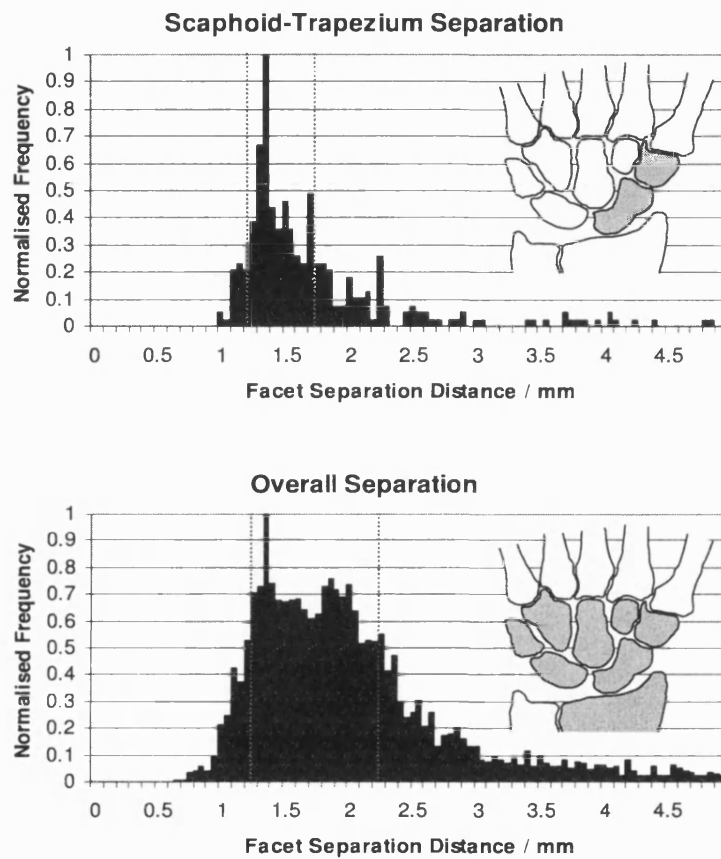 Scaphoid-Trapezium Separation
Normalised Frequency
1
0.9
0.8
0.7
0.6
0.5
0.4
0.3
0.2
0.1
0
0 0.5 1 1.5 2 2.5 3 3.5 4 4.5
Facet Separation Distance / mm
Overall Separation
Normalised Frequency
1
0.9
0.8
0.7
0.6
0.5
0.4
0.3
0.2
0.1
0
0 0.5 1 1.5 2 2.5 3 3.5 4 4.5
Facet Separation Distance / mm